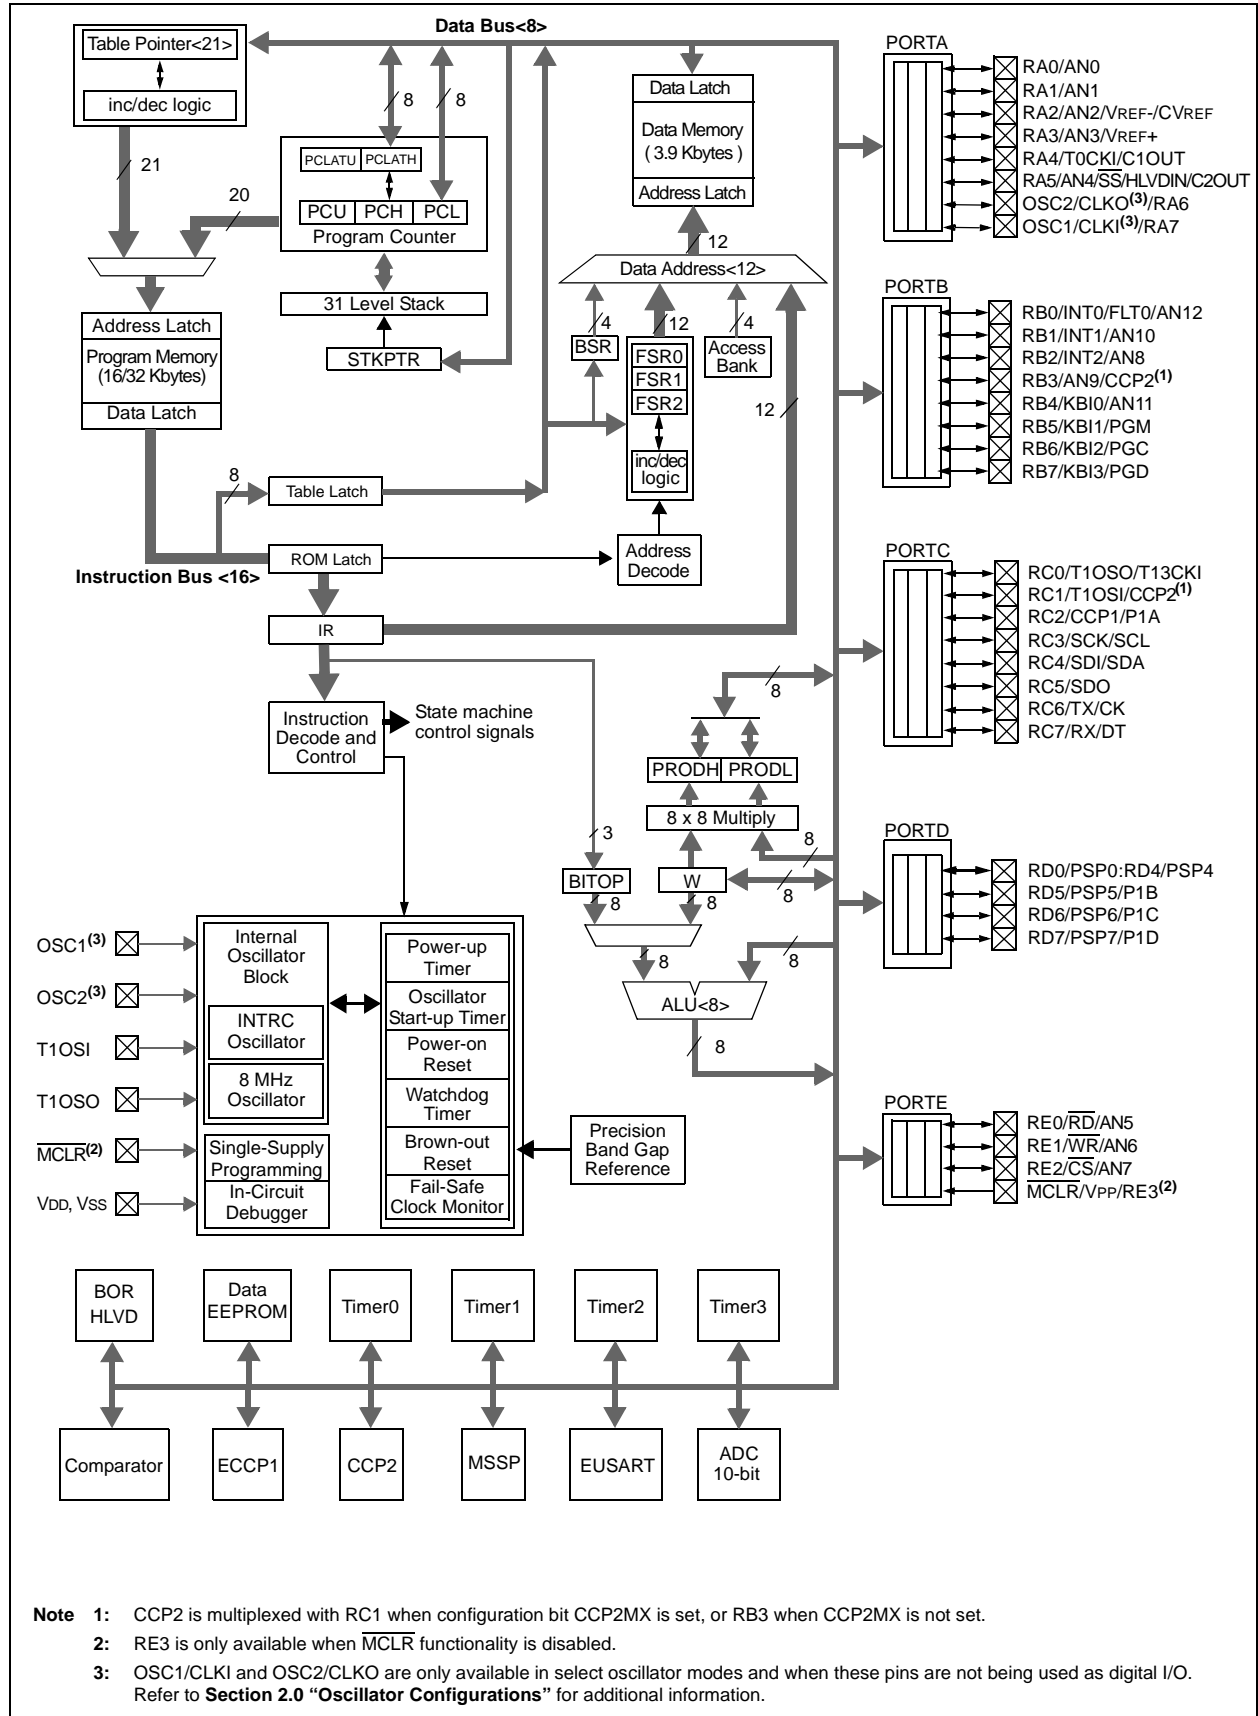 Data Bus<8>
Table Pointer<21>
inc/dec logic
21
20
8
8
PCLATU
PCLATH
PCU
PCH
PCL
Program Counter
31 Level Stack
STKPTR
Address Latch
Program Memory
(16/32 Kbytes)
Data Latch
8
Table Latch
ROM Latch
Instruction Bus <16>
IR
Data Latch
Data Memory
( 3.9 Kbytes )
Address Latch
12
Data Address<12>
4
12
4
BSR
FSR0
FSR1
FSR2
inc/dec
logic
Access
Bank
12
Address
Decode
Instruction
Decode and
Control
State machine
control signals
8
PRODH
PRODL
8 x 8 Multiply
3
8
BITOP
W
8
8
8
8
8
ALU<8>
8
OSC1(3)
OSC2(3)
T1OSI
T1OSO
MCLR(2)
VDD, VSS
Internal
Oscillator
Block
INTRC
Oscillator
8 MHz
Oscillator
Single-Supply
Programming
In-Circuit
Debugger
Power-up
Timer
Oscillator
Start-up Timer
Power-on
Reset
Watchdog
Timer
Brown-out
Reset
Fail-Safe
Clock Monitor
Precision
Band Gap
Reference
PORTA
RA0/AN0
RA1/AN1
RA2/AN2/VREF-/CVREF
RA3/AN3/VREF+
RA4/T0CKI/C1OUT
RA5/AN4/SS/HLVDIN/C2OUT
OSC2/CLKO(3)/RA6
OSC1/CLKI(3)/RA7
PORTB
RB0/INT0/FLT0/AN12
RB1/INT1/AN10
RB2/INT2/AN8
RB3/AN9/CCP2(1)
RB4/KBI0/AN11
RB5/KBI1/PGM
RB6/KBI2/PGC
RB7/KBI3/PGD
PORTC
RC0/T1OSO/T13CKI
RC1/T1OSI/CCP2(1)
RC2/CCP1/P1A
RC3/SCK/SCL
RC4/SDI/SDA
RC5/SDO
RC6/TX/CK
RC7/RX/DT
PORTD
RD0/PSP0:RD4/PSP4
RD5/PSP5/P1B
RD6/PSP6/P1C
RD7/PSP7/P1D
PORTE
RE0/RD/AN5
RE1/WR/AN6
RE2/CS/AN7
MCLR/VPP/RE3(2)
BOR
HLVD
Data
EEPROM
Timer0
Timer1
Timer2
Timer3
Comparator
ECCP1
CCP2
MSSP
EUSART
ADC
10-bit
Note 1: CCP2 is multiplexed with RC1 when configuration bit CCP2MX is set, or RB3 when CCP2MX is not set.
2: RE3 is only available when MCLR functionality is disabled.
3: OSC1/CLKI and OSC2/CLKO are only available in select oscillator modes and when these pins are not being used as digital I/O.
Refer to Section 2.0 “Oscillator Configurations” for additional information.